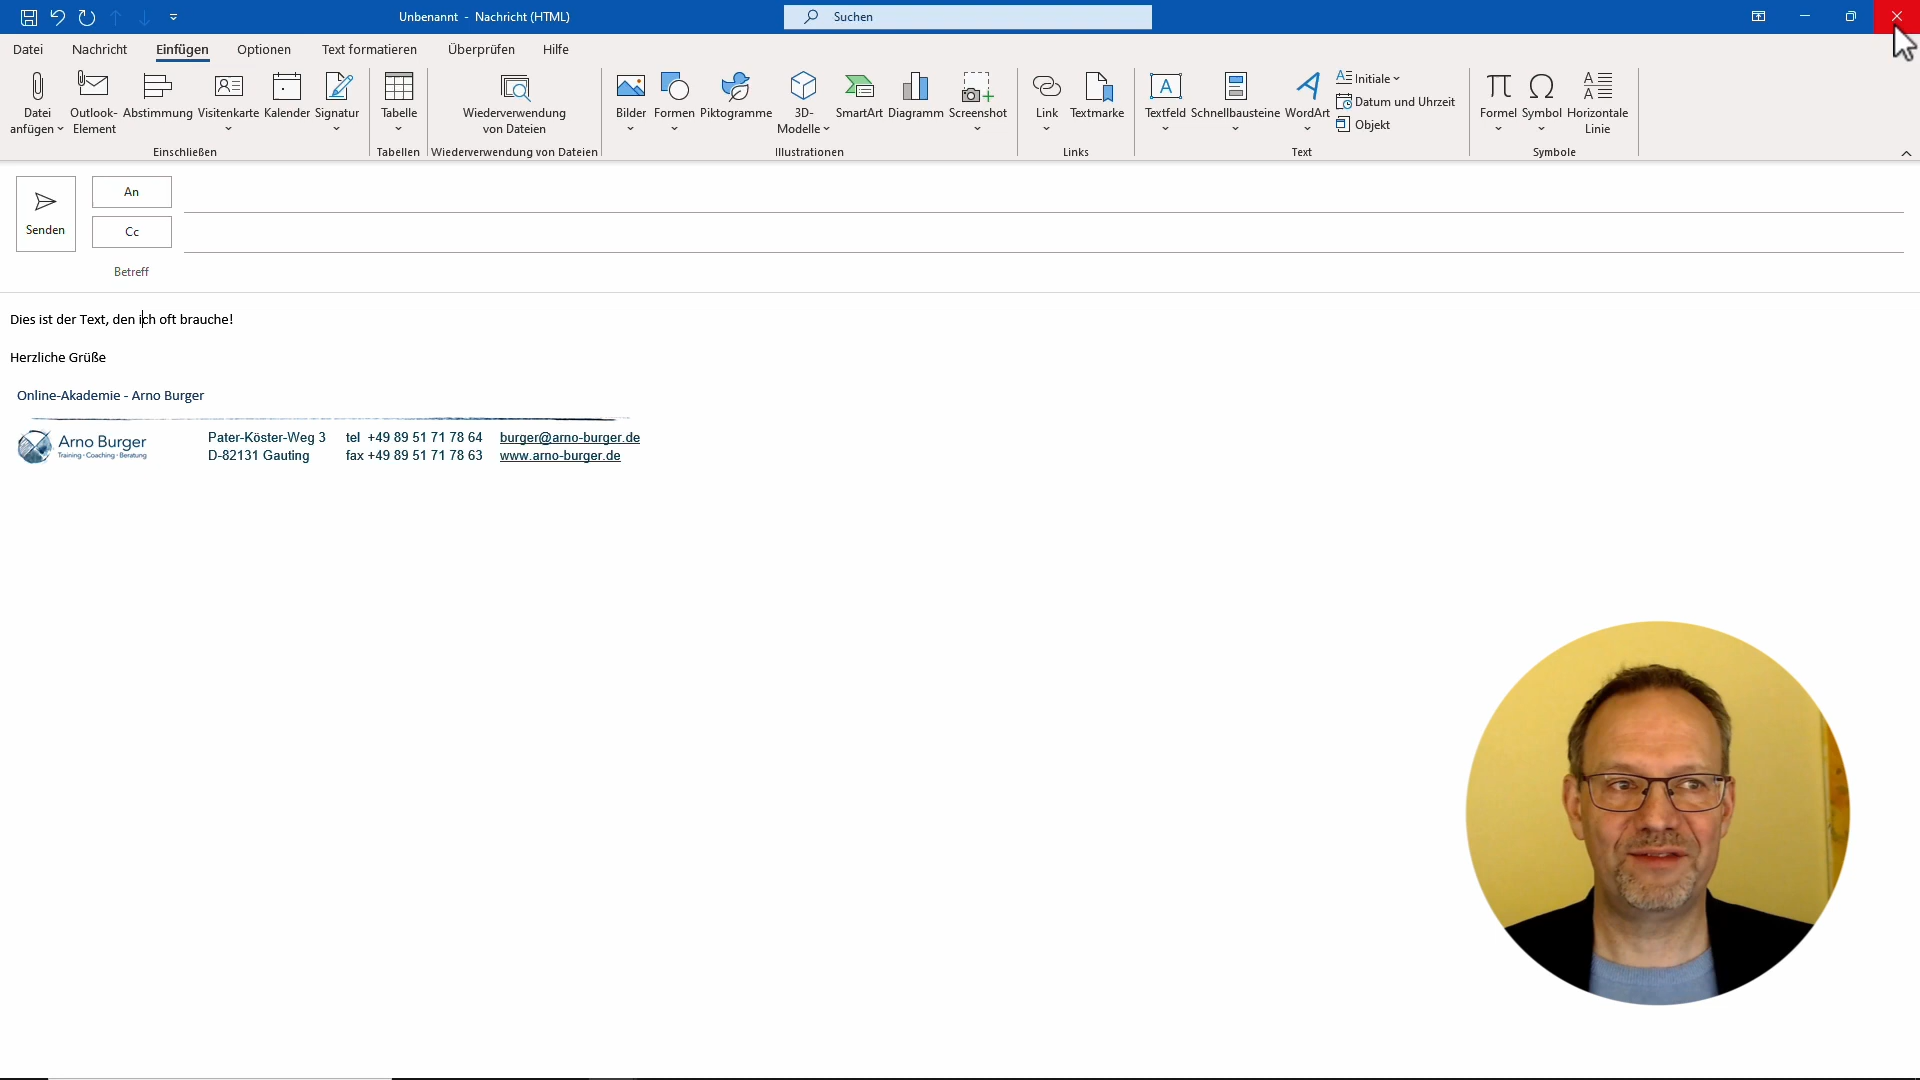 Unbenannt - Nachricht (HTML)
Suchen
Datei Nachricht Einfügen Optionen Text formatieren Überprüfen Hilfe
Datei anfügen
Outlook-Element
Abstimmung
Visitenkarte
Kalender
Signatur
Einschließen
Tabelle
Tabellen
Wiederverwendung von Dateien
Wiederverwendung von Dateien
Bilder
Formen
Piktogramme
3D-Modelle
SmartArt
Diagramm
Screenshot
Illustrationen
Link
Textmarke
Links
Textfeld
Schnellbausteine
WordArt
Initiale
Datum und Uhrzeit
Objekt
Text
Formel
Symbol
Horizontale Linie
Symbole
Senden
An
Cc
Betreff
Dies ist der Text, den ich oft brauche!
Herzliche Grüße
Online-Akademie - Arno Burger
Arno Burger
Training · Coaching · Beratung
Pater-Köster-Weg 3 tel +49 89 51 71 78 64 burger@arno-burger.de
D-82131 Gauting fax +49 89 51 71 78 63 www.arno-burger.de